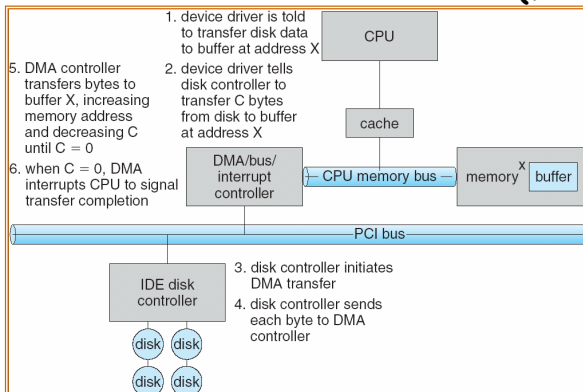 1. device driver is told
to transfer disk data
to buffer at address X
CPU
2. device driver tells
disk controller to
transfer C bytes
from disk to buffer
at address X
5. DMA controller
transfers bytes to
buffer X, increasing
memory address
and decreasing C
until C = 0
6. when C = 0, DMA
interrupts CPU to signal
transfer completion
cache
DMA/bus/
interrupt
controller
CPU memory bus
memory
X
buffer
PCI bus
IDE disk
controller
3. disk controller initiates
DMA transfer
4. disk controller sends
each byte to DMA
controller
disk disk
disk disk